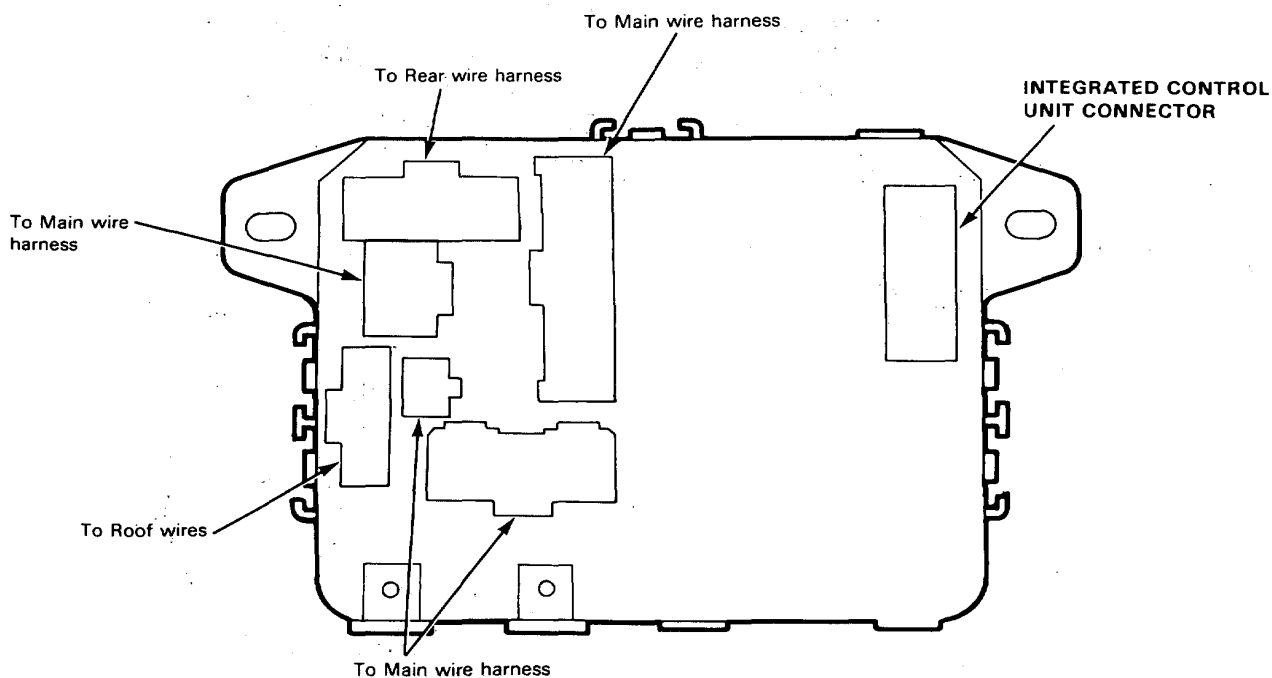 To Main wire harness
To Rear wire harness
INTEGRATED CONTROL
UNIT CONNECTOR
To Main wire
harness
To Roof wires
To Main wire harness